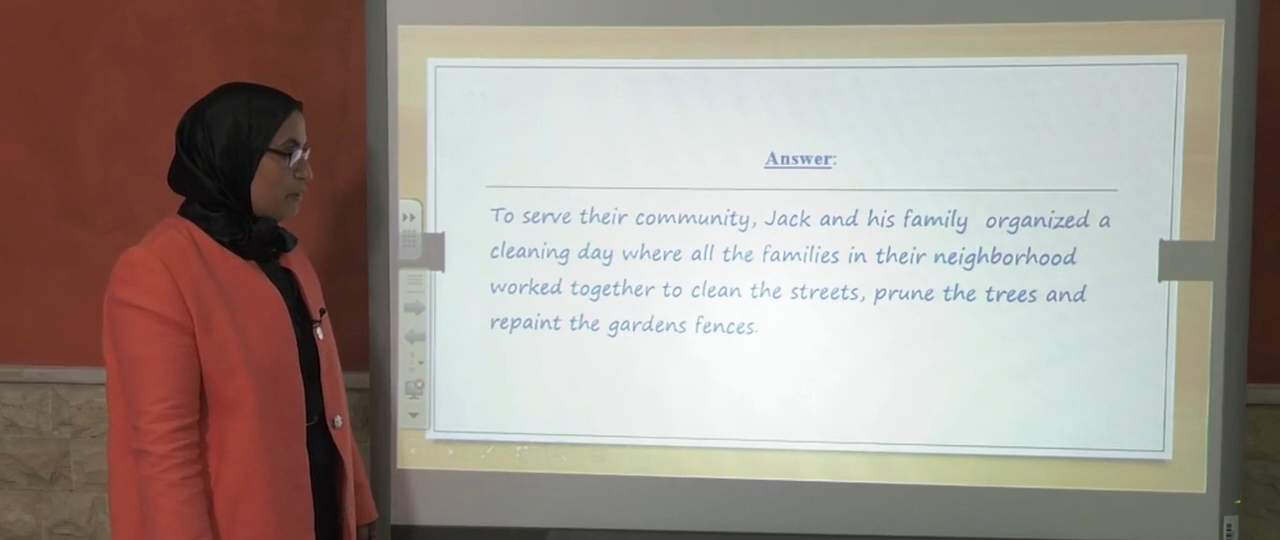 Answer:
To serve their community, Jack and his family organized a
cleaning day where all the families in their neighborhood
worked together to clean the streets, prune the trees and
repaint the gardens fences.